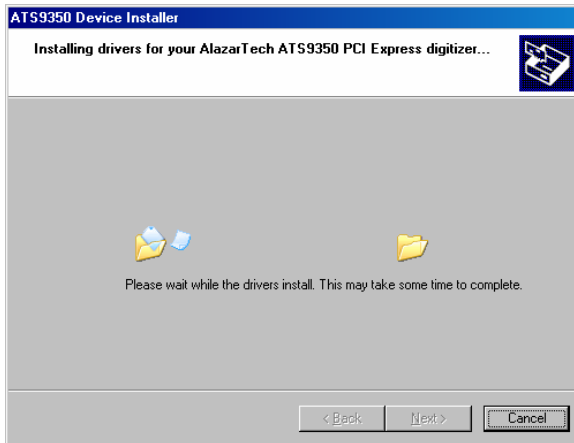 ATS9350 Device Installer
Installing drivers for your AlazarTech ATS9350 PCI Express digitizer...
Please wait while the drivers install. This may take some time to complete.
< Back Next > Cancel